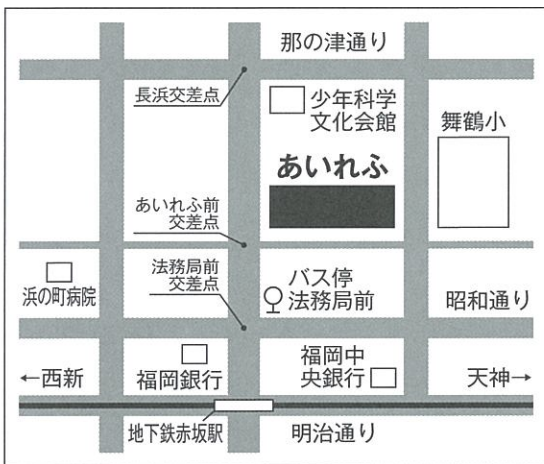 那の津通り
長浜交差点
少年科学
文化会館
舞鶴小
あいれふ
あいれふ前
交差点
浜の町病院
法務局前
交差点
バス停
法務局前
昭和通り
←西新
福岡銀行
福岡中
央銀行
天神→
地下鉄赤坂駅
明治通り